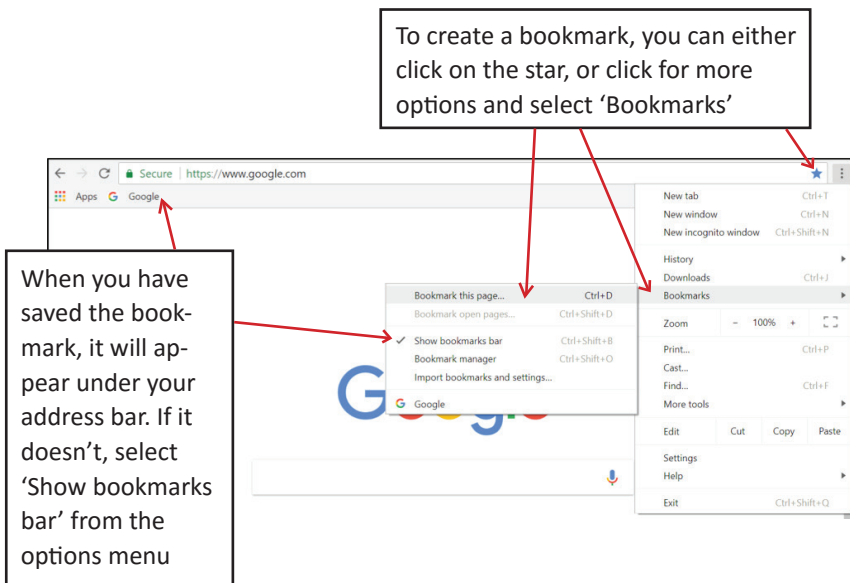 To create a bookmark, you can either
click on the star, or click for more
options and select ‘Bookmarks’
Secure https://www.google.com
Apps Google
When you have
saved the book-
mark, it will ap-
pear under your
address bar. If it
doesn’t, select
‘Show bookmarks
bar’ from the
options menu
Bookmark this page... Ctrl+D
Bookmark open pages... Ctrl+Shift+D
Show bookmarks bar Ctrl+Shift+B
Bookmark manager Ctrl+Shift+O
Import bookmarks and settings...
Google
New tab Ctrl+T
New window Ctrl+N
New incognito window Ctrl+Shift+N
History
Downloads Ctrl+J
Bookmarks
Zoom - 100% +
Print... Ctrl+P
Cast...
Find... Ctrl+F
More tools
Edit Cut Copy Paste
Settings
Help
Exit Ctrl+Shift+Q